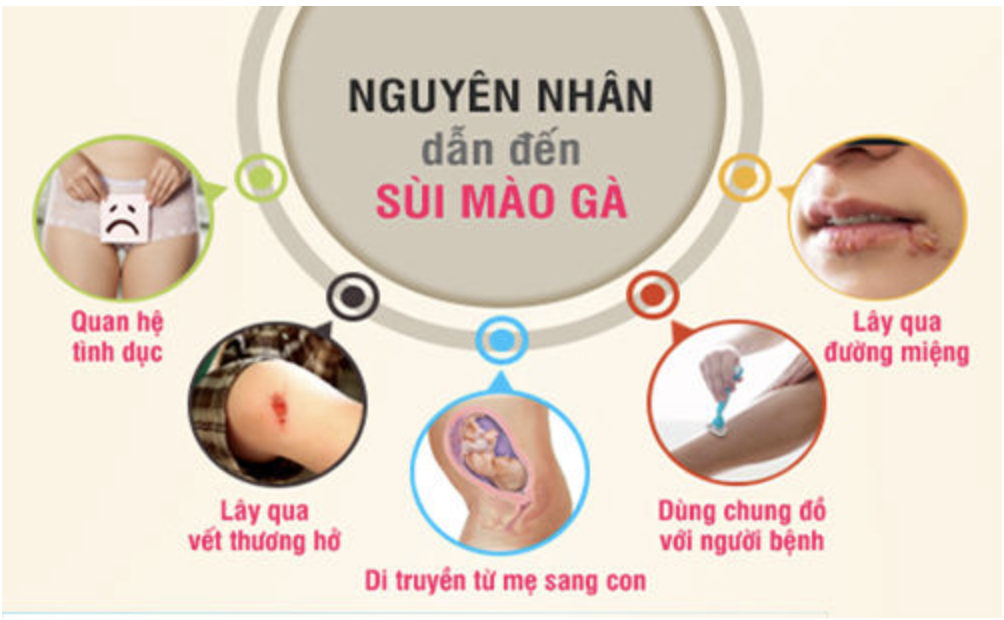 NGUYÊN NHÂN
dẫn đến
SÙI MÀO GÀ
Quan hệ
tình dục
Lây qua
vết thương hở
Di truyền từ mẹ sang con
Dùng chung đồ
với người bệnh
Lây qua
đường miệng